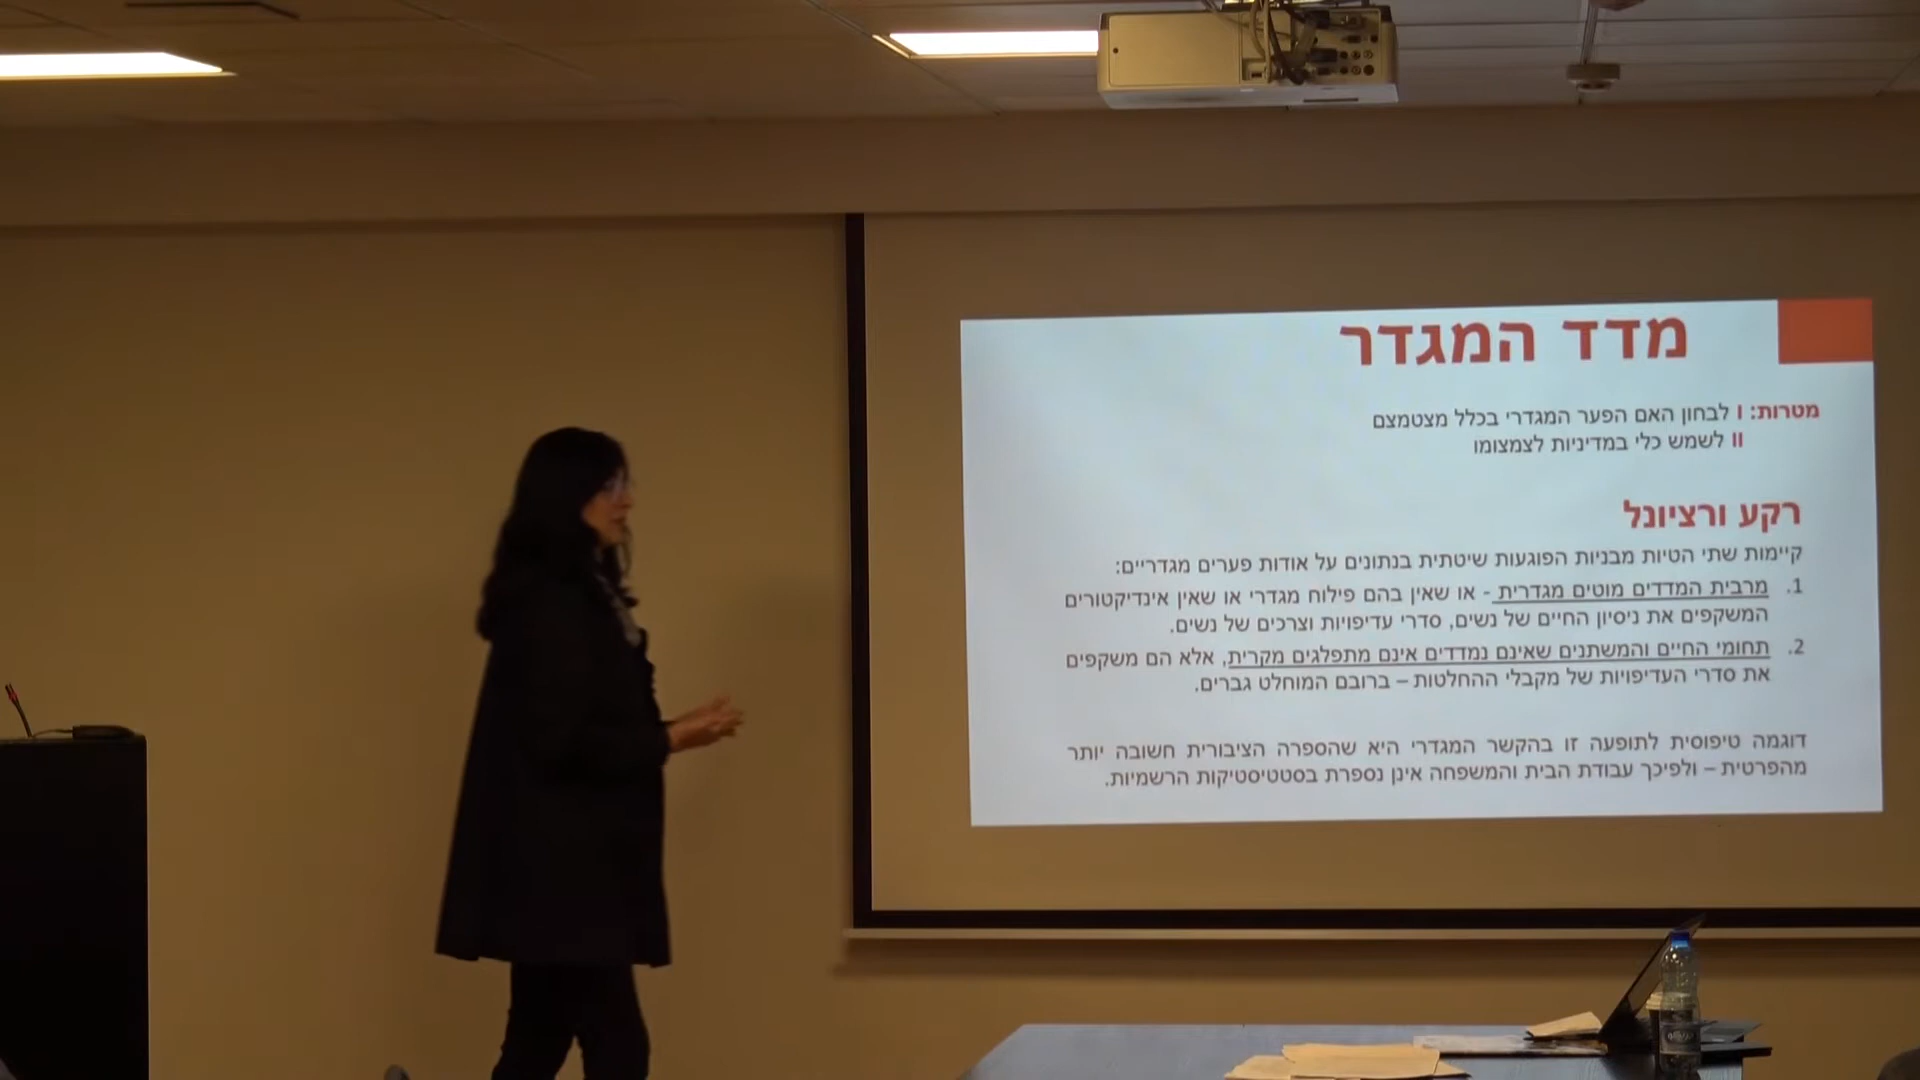 מדד המגדר
מטרות: I לבחון האם הפער המגדרי בכלל מצטמצם
II לשמש כלי במדיניות לצמצומו
רקע ורציונל
קיימות שתי הטיות מבניות הפוגעות שיטתית בנתונים על אודות פערים מגדריים:
1. מרבית המדדים מוטים מגדרית - או שאין בהם פילוח מגדרי או שאין אינדיקטורים
המשקפים את ניסיון החיים של נשים, סדרי עדיפויות וצרכים של נשים.
2. תחומי החיים והמשתנים שאינם נמדדים אינם מתפלגים מקרית, אלא הם משקפים
את סדרי העדיפויות של מקבלי ההחלטות – ברובם המוחלט גברים.
דוגמה טיפוסית לתופעה זו בהקשר המגדרי היא שהספרה הציבורית חשובה יותר
מהפרטית – ולפיכך עבודת הבית והמשפחה אינן נספרת בסטטיסטיקות הרשמיות.